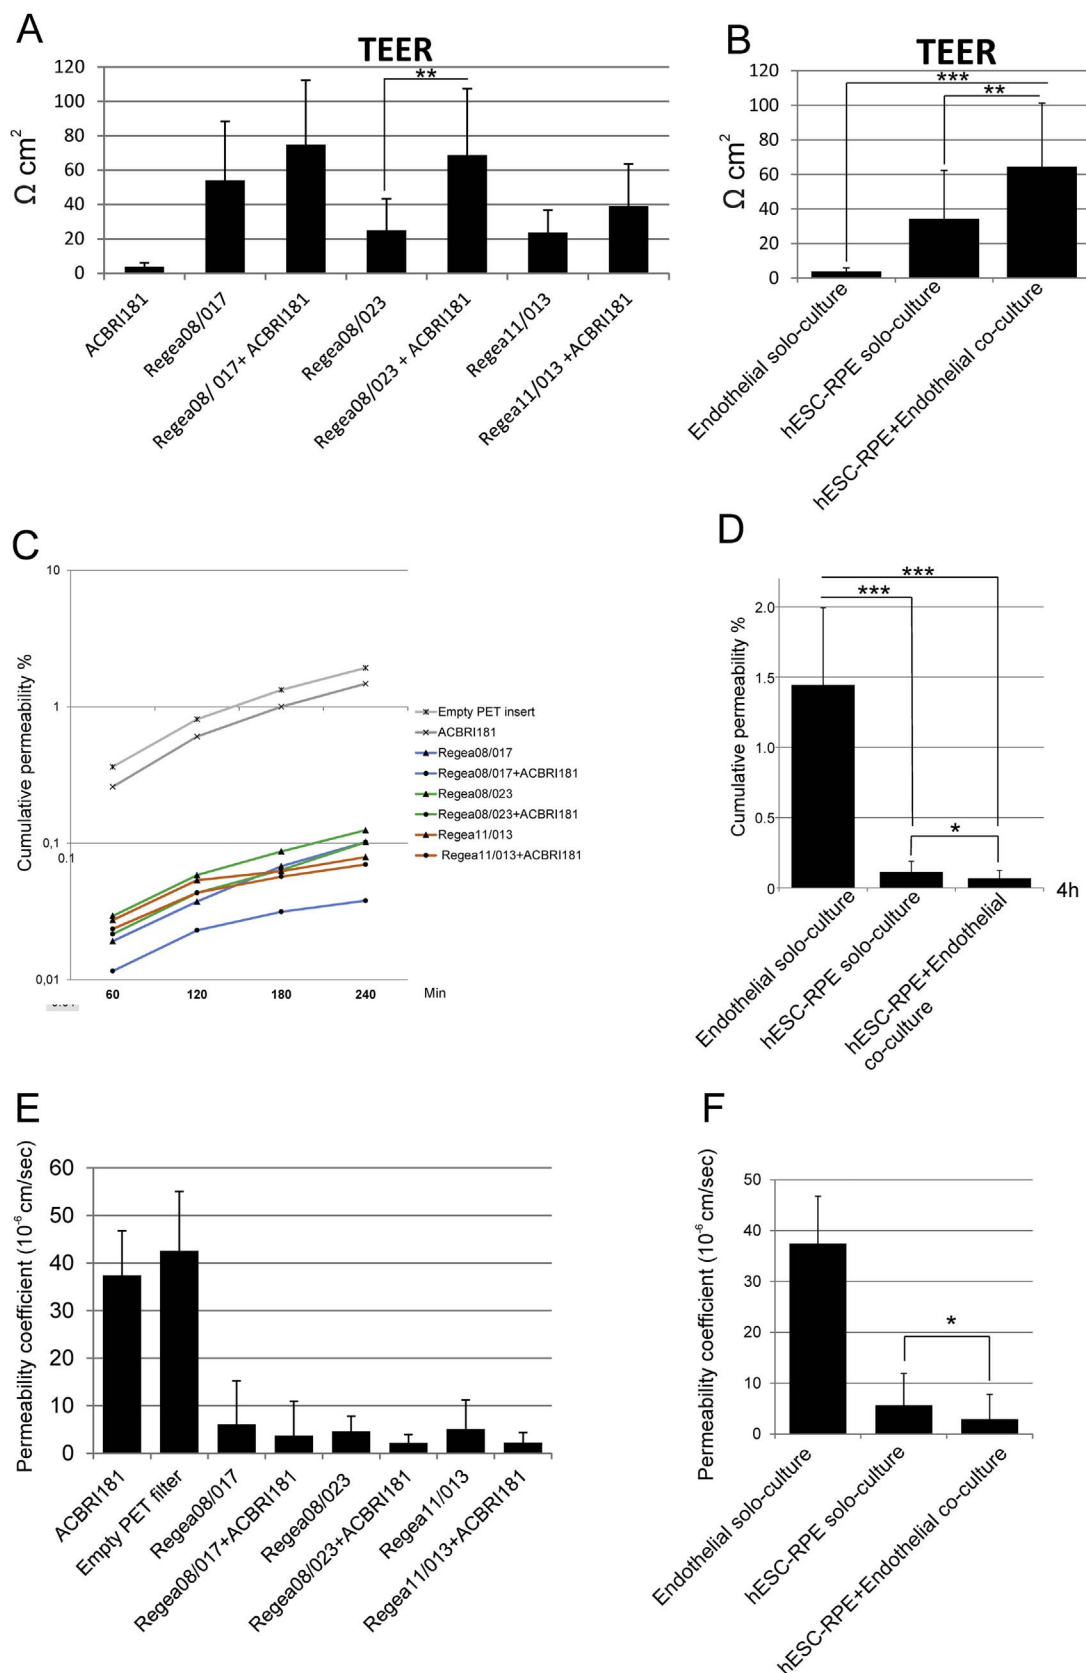 A
TEER
120
100
80
60
40
20
0
Ω cm²
**
ACBRI181
Regea08/017
Regea08/ 017+ ACBRI181
Regea08/023
Regea08/023 + ACBRI181
Regea11/013
Regea11/013 +ACBRI181
B
TEER
120
100
80
60
40
20
0
Ω cm²
***
**
Endothelial solo-culture
hESC-RPE solo-culture
hESC-RPE+Endothelial co-culture
C
10
1
0,1
0.1
0,01
Cumulative permeability %
60 120 180 240 Min
Empty PET insert
ACBRI181
Regea08/017
Regea08/017+ACBRI181
Regea08/023
Regea08/023+ACBRI181
Regea11/013
Regea11/013+ACBRI181
D
2.0
1.5
1.0
0.5
0
Cumulative permeability %
***
***
*
4h
Endothelial solo-culture
hESC-RPE solo-culture
hESC-RPE+Endothelial
co-culture
E
60
50
40
30
20
10
0
Permeability coefficient (10⁻⁶ cm/sec)
ACBRI181
Empty PET filter
Regea08/017
Regea08/017+ACBRI181
Regea08/023
Regea08/023+ACBRI181
Regea11/013
Regea11/013+ACBRI181
F
50
40
30
20
10
0
Permeability coefficient (10⁻⁶ cm/sec)
*
Endothelial solo-culture
hESC-RPE solo-culture
hESC-RPE+Endothelial co-culture